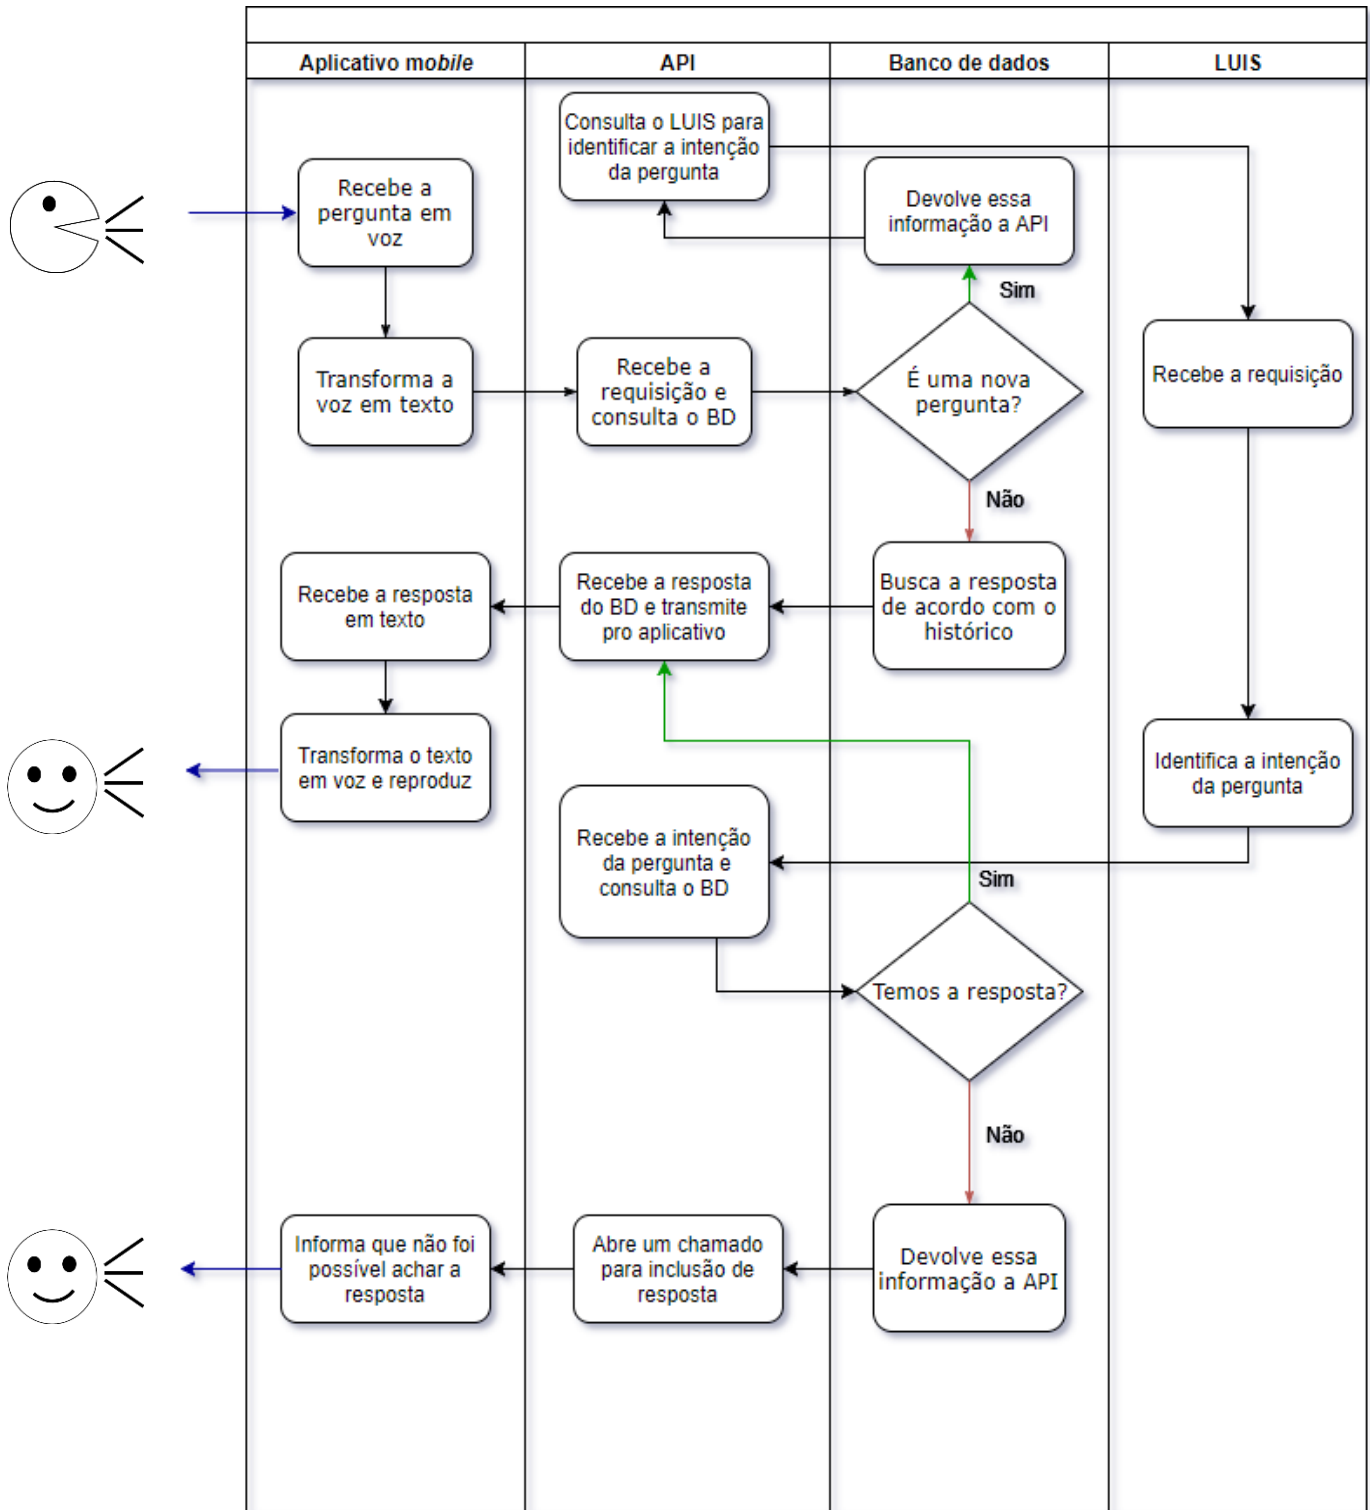 Aplicativo mobile
API
Banco de dados
LUIS
Consulta o LUIS para
identificar a intenção
da pergunta
Recebe a
pergunta em
voz
Devolve essa
informação a API
Sim
Transforma a
voz em texto
Recebe a
requisição e
consulta o BD
É uma nova
pergunta?
Recebe a requisição
Não
Recebe a resposta
em texto
Recebe a resposta
do BD e transmite
pro aplicativo
Busca a resposta
de acordo com o
histórico
Transforma o texto
em voz e reproduz
Identifica a intenção
da pergunta
Recebe a intenção
da pergunta e
consulta o BD
Sim
Temos a resposta?
Não
Informa que não foi
possível achar a
resposta
Abre um chamado
para inclusão de
resposta
Devolve essa
informação a API